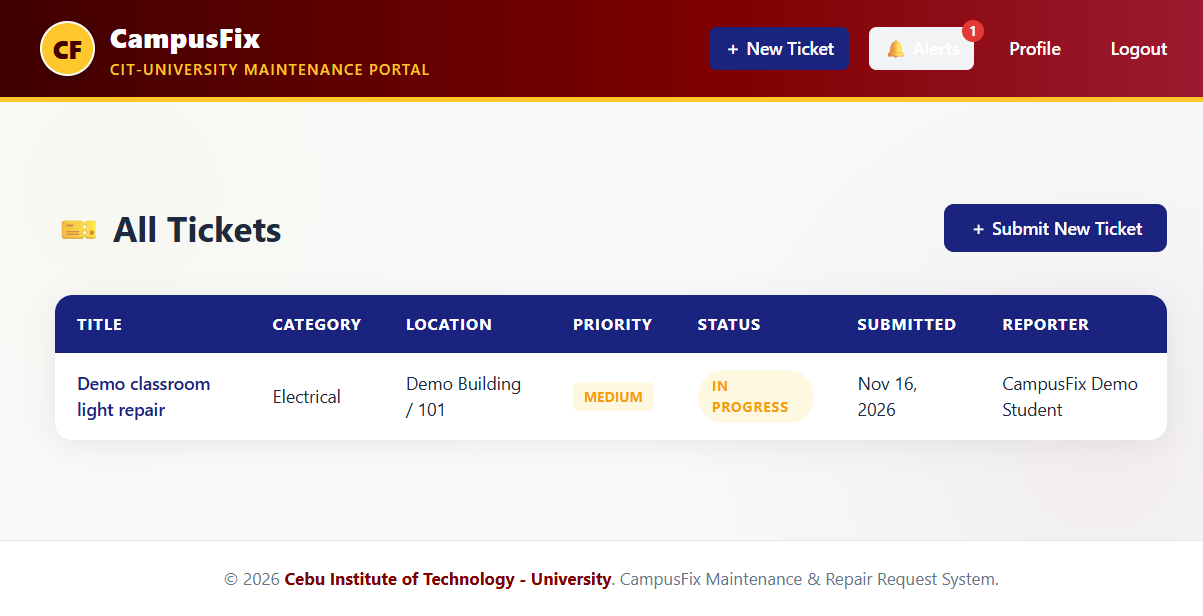 CF
CampusFix
CIT-UNIVERSITY MAINTENANCE PORTAL
+ New Ticket
Alerts
1
Profile
Logout
All Tickets
+ Submit New Ticket
TITLE CATEGORY LOCATION PRIORITY STATUS SUBMITTED REPORTER
Demo classroom
light repair
Electrical
Demo Building
/ 101
MEDIUM
IN
PROGRESS
Nov 16,
2026
CampusFix Demo
Student
© 2026 Cebu Institute of Technology - University. CampusFix Maintenance & Repair Request System.